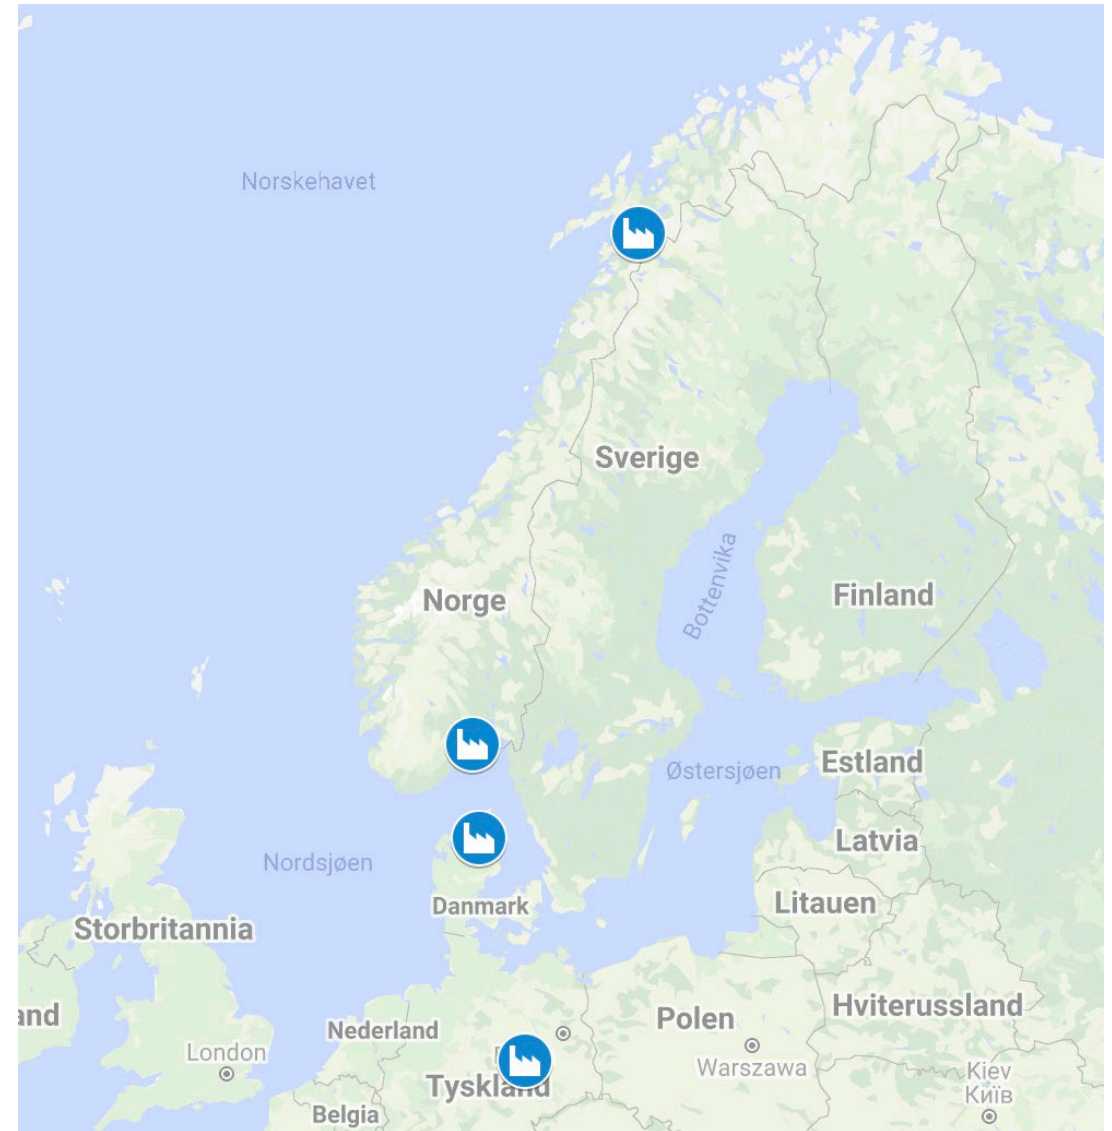 Norskehavet
Sverige
Bottenvika
Norge
Finland
Østersjøen
Estland
Nordsjøen
Latvia
Danmark
Litauen
Storbritannia
and
Hviterussland
Nederland
Polen
London
Warszawa
Kiev
Київ
Tyskland
Belgia